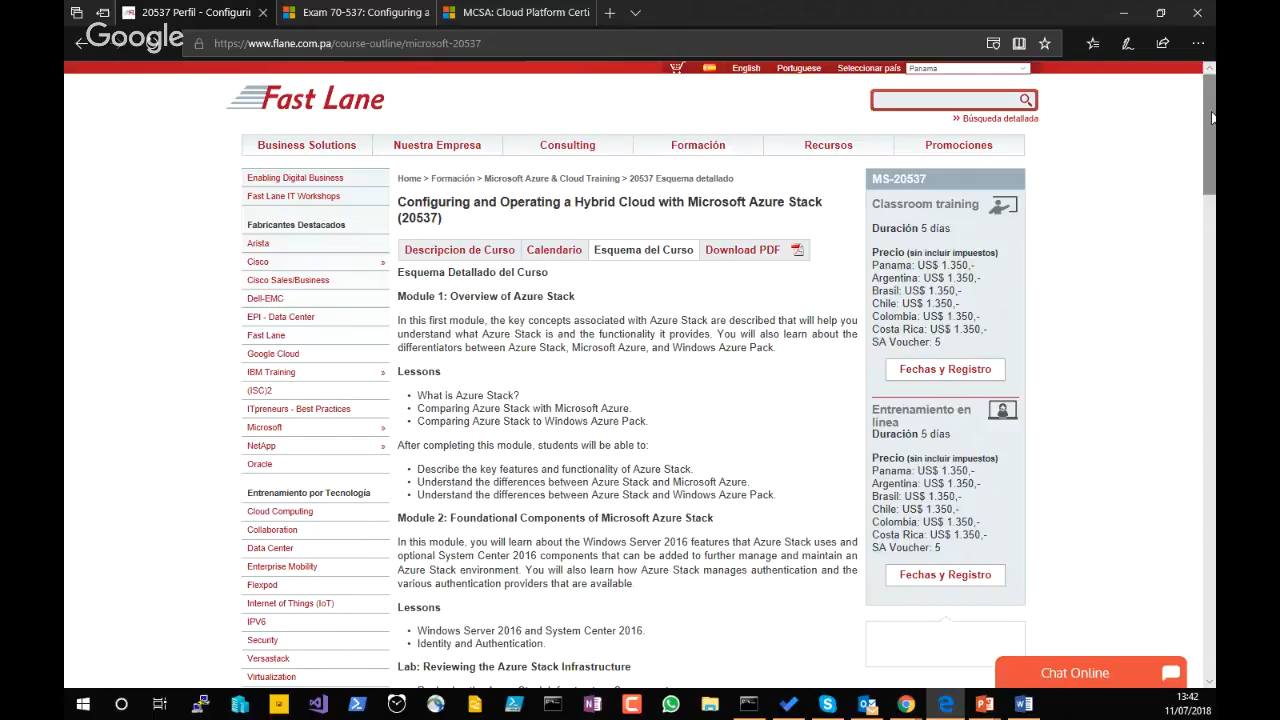 20537 Perfil - Configurin
Exam 70-537: Configuring a
MCSA: Cloud Platform Certi
Google
https://www.flane.com.pa/course-outline/microsoft-20537
English
Portuguese
Seleccionar país
Panama
Fast Lane
>> Búsqueda detallada
Business Solutions
Nuestra Empresa
Consulting
Formación
Recursos
Promociones
Enabling Digital Business
Fast Lane IT Workshops
Fabricantes Destacados
Arista
Cisco »
Cisco Sales/Business
Dell-EMC
EPI - Data Center
Fast Lane
Google Cloud
IBM Training »
(ISC)2
ITpreneurs - Best Practices
Microsoft »
NetApp »
Oracle
Entrenamiento por Tecnología
Cloud Computing
Collaboration
Data Center
Enterprise Mobility
Flexpod
Internet of Things (IoT)
IPV6
Security
Versastack
Virtualization
Home > Formación > Microsoft Azure & Cloud Training > 20537 Esquema detallado
Configuring and Operating a Hybrid Cloud with Microsoft Azure Stack
(20537)
Descripcion de Curso
Calendario
Esquema del Curso
Download PDF
Esquema Detallado del Curso
Module 1: Overview of Azure Stack
In this first module, the key concepts associated with Azure Stack are described that will help you
understand what Azure Stack is and the functionality it provides. You will also learn about the
differentiators between Azure Stack, Microsoft Azure, and Windows Azure Pack.
Lessons
• What is Azure Stack?
• Comparing Azure Stack with Microsoft Azure.
• Comparing Azure Stack to Windows Azure Pack.
After completing this module, students will be able to:
• Describe the key features and functionality of Azure Stack.
• Understand the differences between Azure Stack and Microsoft Azure.
• Understand the differences between Azure Stack and Windows Azure Pack.
Module 2: Foundational Components of Microsoft Azure Stack
In this module, you will learn about the Windows Server 2016 features that Azure Stack uses and
optional System Center 2016 components that can be added to further manage and maintain an
Azure Stack environment. You will also learn how Azure Stack manages authentication and the
various authentication providers that are available.
Lessons
• Windows Server 2016 and System Center 2016.
• Identity and Authentication.
Lab: Reviewing the Azure Stack Infrastructure
MS-20537
Classroom training
Duración 5 días
Precio (sin incluir impuestos)
Panama: US$ 1.350,-
Argentina: US$ 1.350,-
Brasil: US$ 1.350,-
Chile: US$ 1.350,-
Colombia: US$ 1.350,-
Costa Rica: US$ 1.350,-
SA Voucher: 5
Fechas y Registro
Entrenamiento en
línea
Duración 5 días
Precio (sin incluir impuestos)
Panama: US$ 1.350,-
Argentina: US$ 1.350,-
Brasil: US$ 1.350,-
Chile: US$ 1.350,-
Colombia: US$ 1.350,-
Costa Rica: US$ 1.350,-
SA Voucher: 5
Fechas y Registro
Chat Online
13:42
11/07/2018